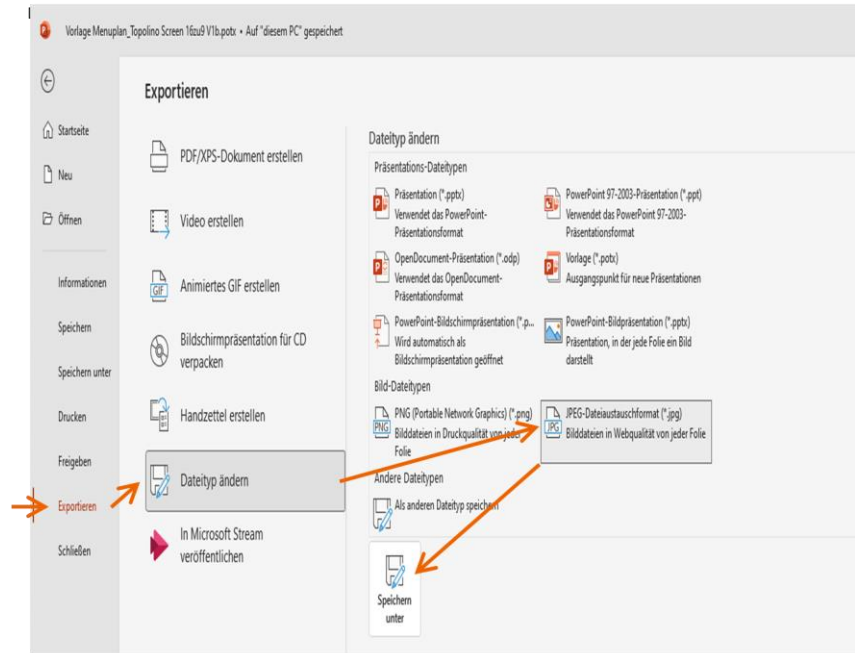 Vorlage Menuplan_Topolino Screen 16zu9 V1b.potx • Auf "diesem PC" gespeichert
Exportieren
Startseite
Neu
Öffnen
Informationen
Speichern
Speichern unter
Drucken
Freigeben
Exportieren
Schließen
PDF/XPS-Dokument erstellen
Video erstellen
GIF
Animiertes GIF erstellen
Bildschirmpräsentation für CD
verpacken
Handzettel erstellen
Dateityp ändern
In Microsoft Stream
veröffentlichen
Dateityp ändern
Präsentations-Dateitypen
Präsentation (*.pptx)
Verwendet das PowerPoint-
Präsentationsformat
PowerPoint 97-2003-Präsentation (*.ppt)
Verwendet das PowerPoint 97-2003-
Präsentationsformat
OpenDocument-Präsentation (*.odp)
Verwendet das OpenDocument-
Präsentationsformat
Vorlage (*.potx)
Ausgangspunkt für neue Präsentationen
PowerPoint-Bildschirmpräsentation (*.p...
Wird automatisch als
Bildschirmpräsentation geöffnet
PowerPoint-Bildpräsentation (*.pptx)
Präsentation, in der jede Folie ein Bild
darstellt
Bild-Dateitypen
PNG
PNG (Portable Network Graphics) (*.png)
Bilddateien in Druckqualität von jeder
Folie
JPG
JPEG-Dateiaustauschformat (*.jpg)
Bilddateien in Webqualität von jeder Folie
Andere Dateitypen
Als anderen Dateityp speichern
Speichern
unter